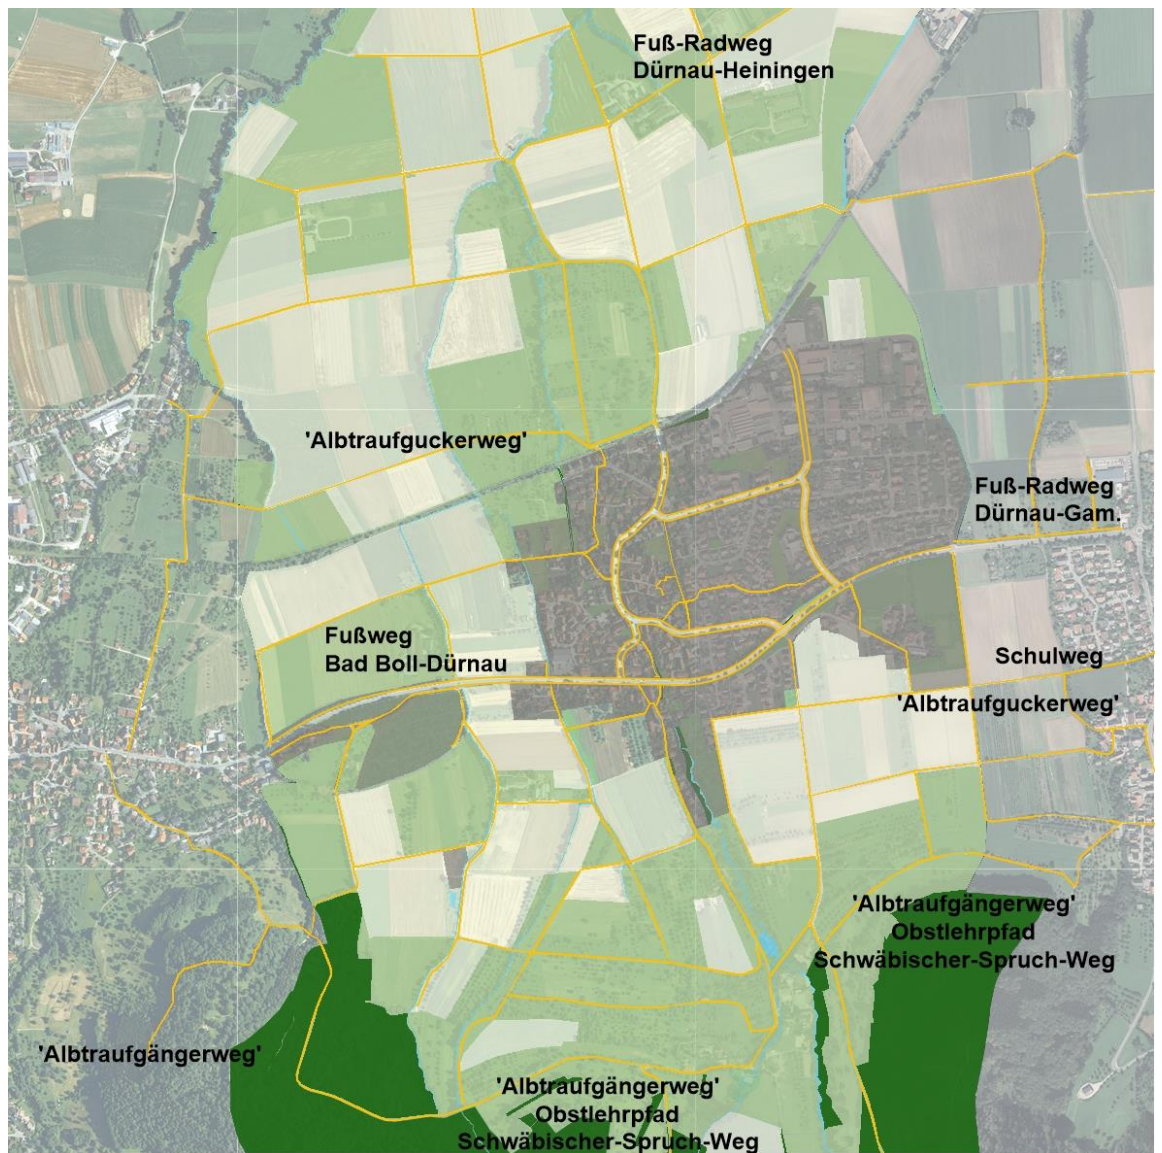 Fuß-Radweg
Dürnau-Heiningen
'Albtraufguckerweg'
Fuß-Radweg
Dürnau-Gam.
Fußweg
Bad Boll-Dürnau
Schulweg
'Albtraufguckerweg'
'Albtraufgängerweg'
Obstlehrpfad
Schwäbischer-Spruch-Weg
'Albtraufgängerweg'
'Albtraufgängerweg'
Obstlehrpfad
Schwäbischer-Spruch-Weg